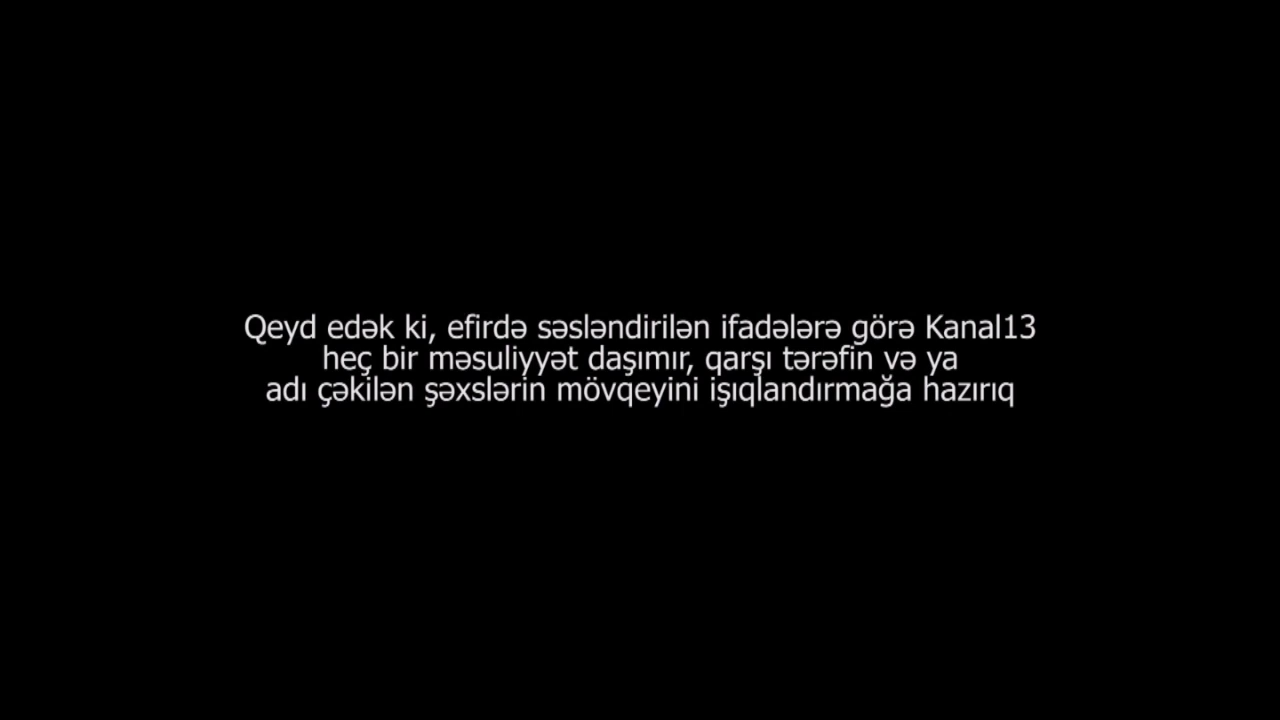 Qeyd edək ki, efirdə səsləndirilən ifadələrə görə Kanal13
heç bir məsuliyyət daşımır, qarşı tərəfin və ya
adı çəkilən şəxslərin mövqeyini işıqlandırmağa hazırıq